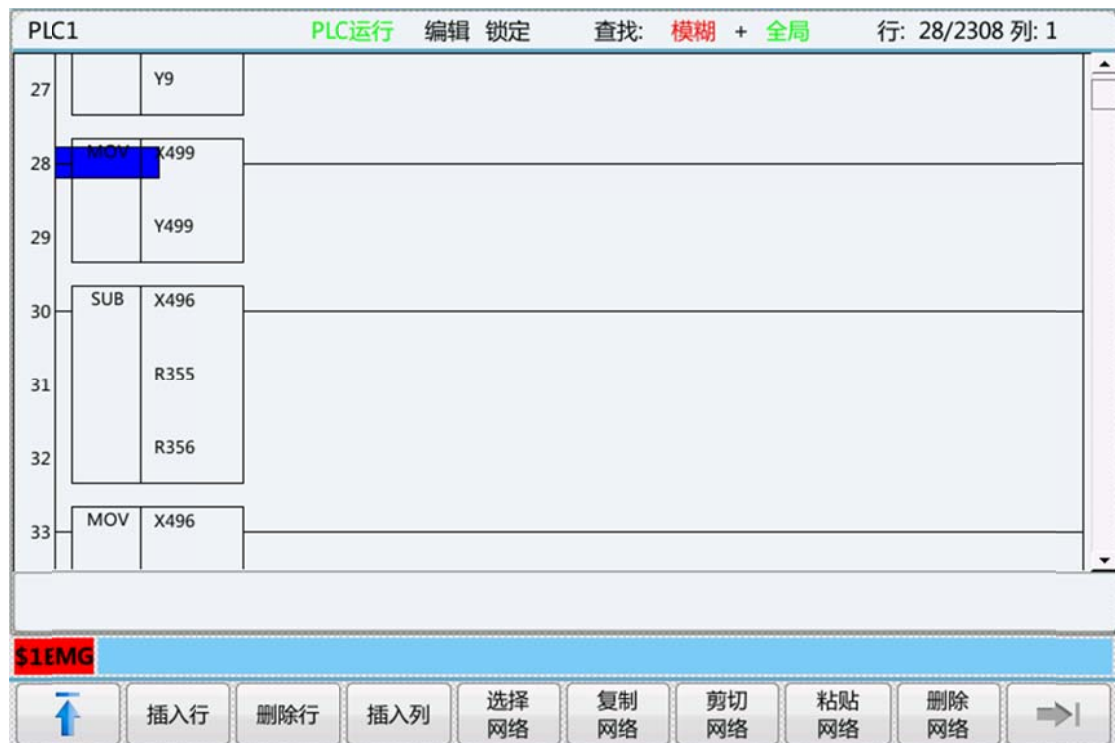 PLC1 PLC运行 编辑 锁定 查找: 模糊 + 全局 行: 28/2308 列: 1
27 Y9
28 MOV X499
29 Y499
30 SUB X496
31 R355
32 R356
33 MOV X496
$1EMG
插入行 删除行 插入列 选择网络 复制网络 剪切网络 粘贴网络 删除网络